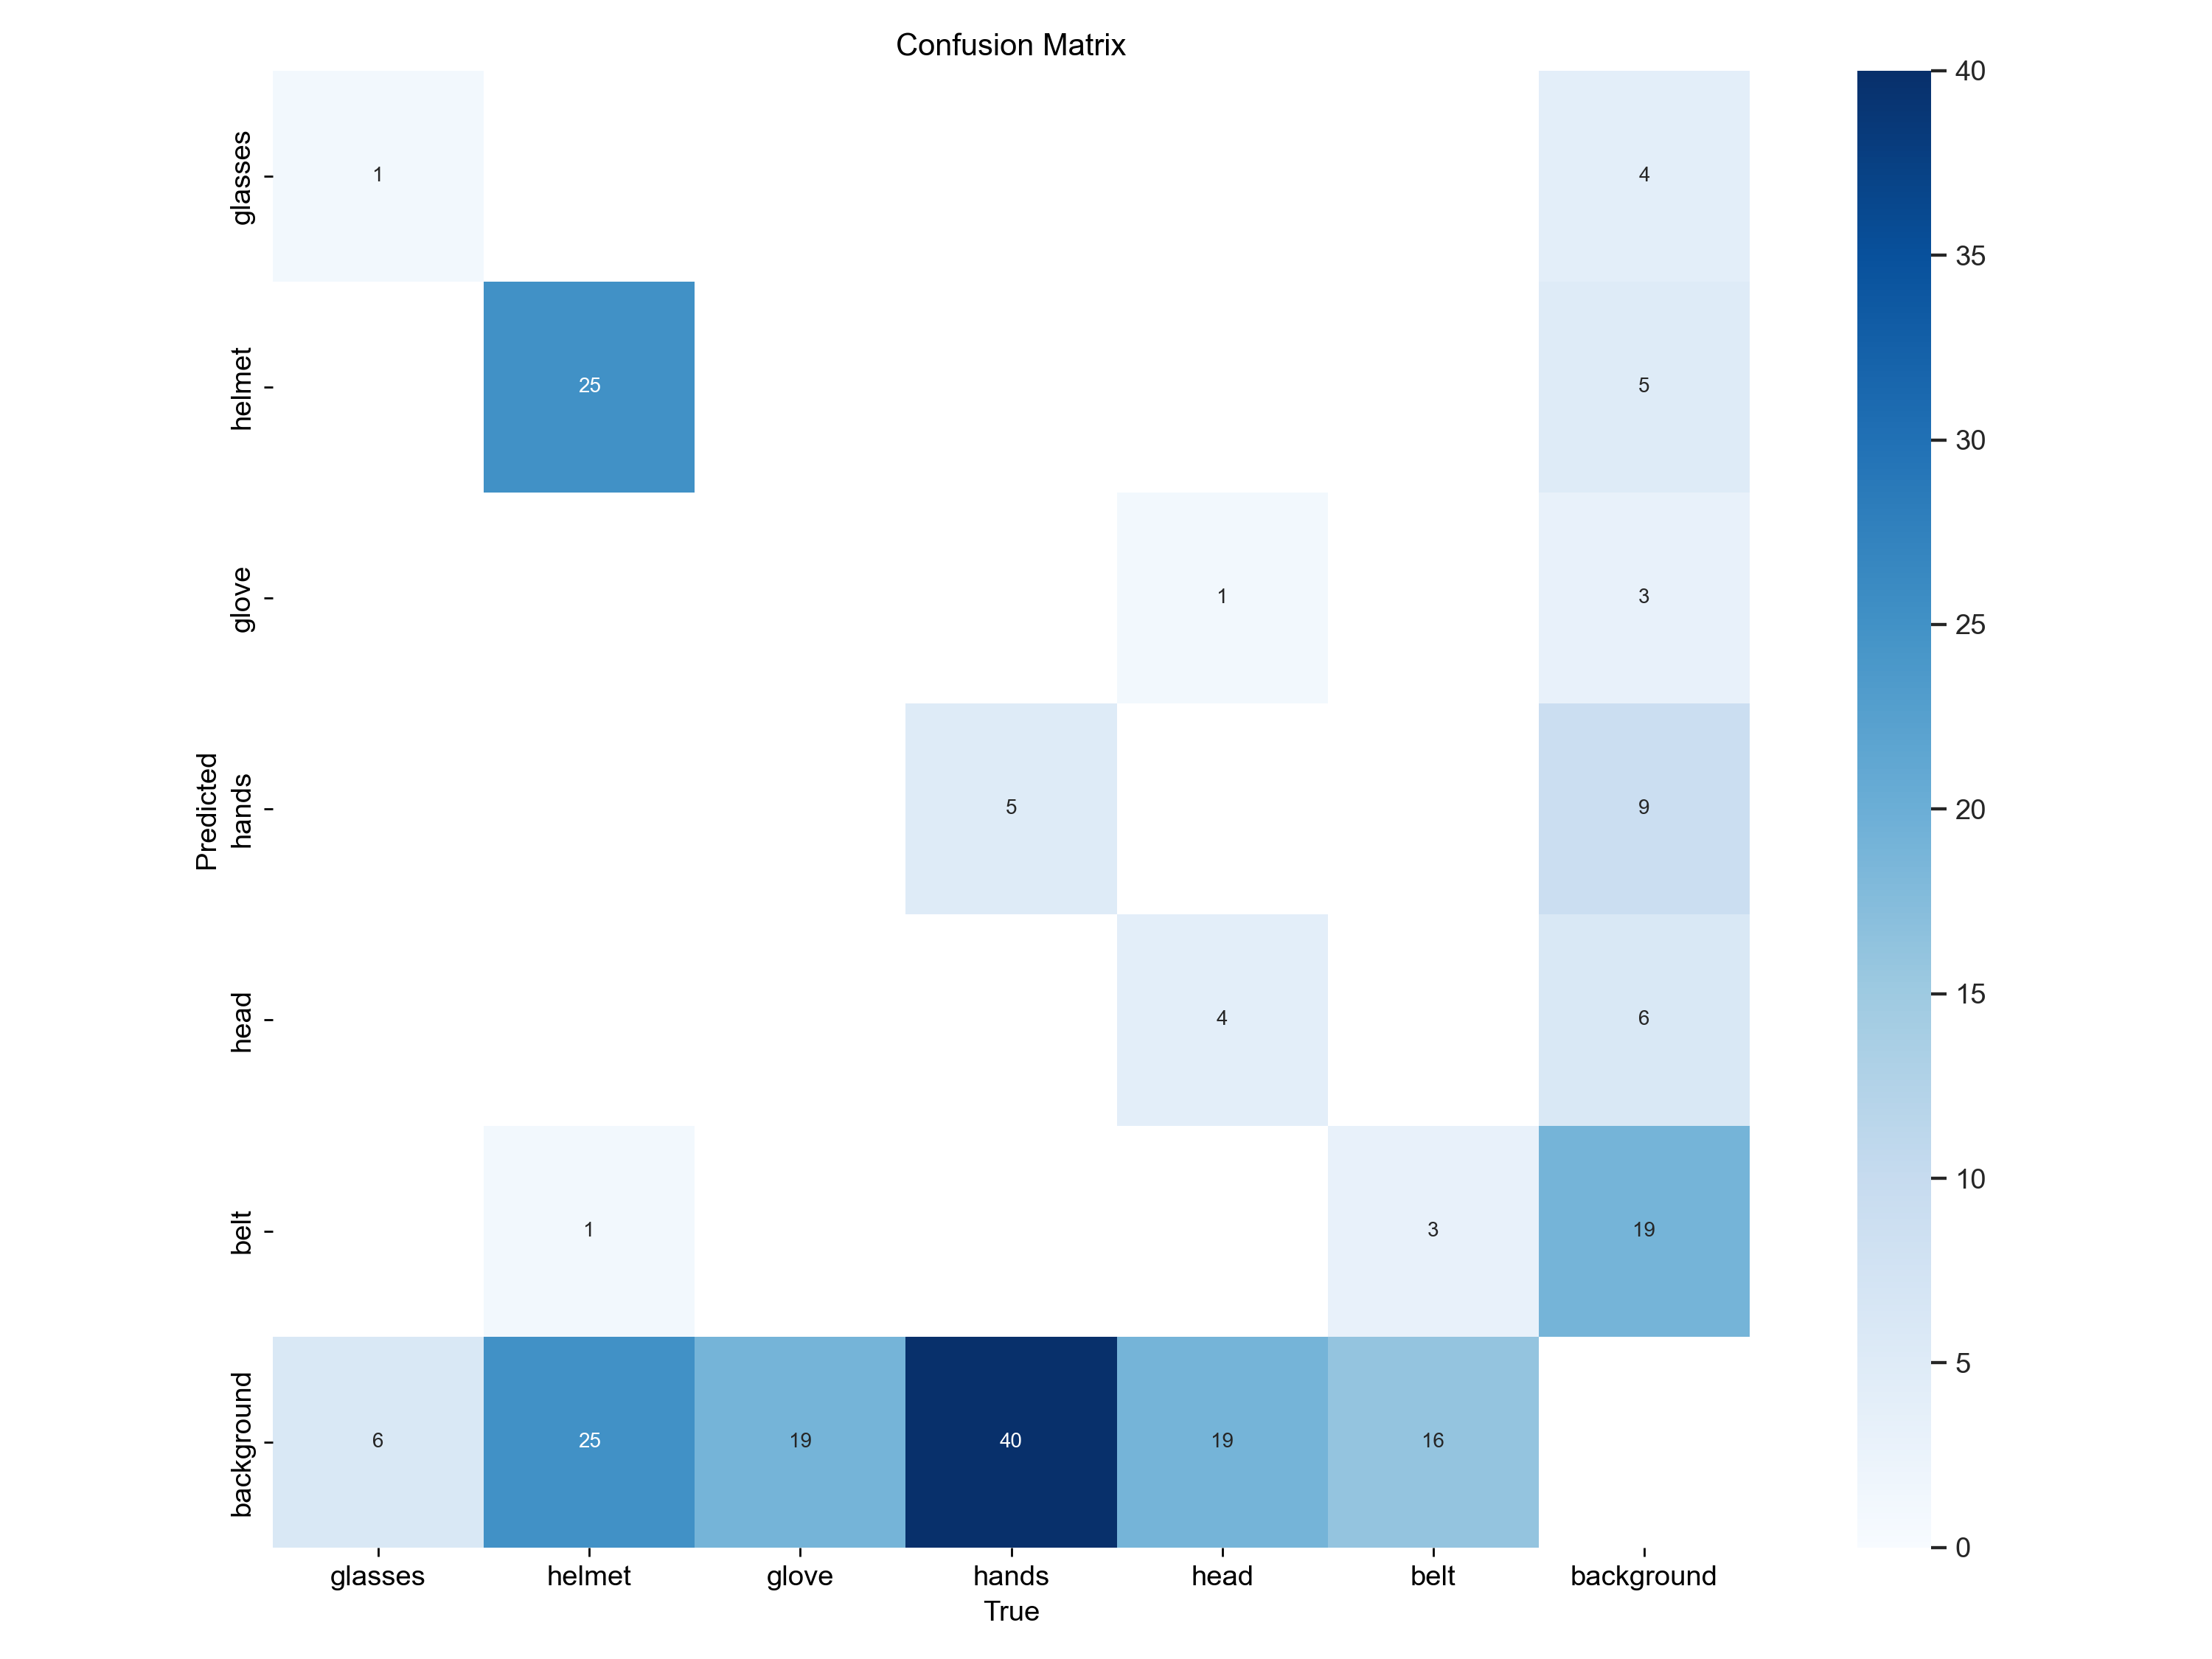 Confusion Matrix
glasses
1
4
40
35
helmet
25
5
30
glove
1
3
25
Predicted
hands
5
9
20
head
4
6
15
10
belt
1
3
19
5
background
6
25
19
40
19
16
0
glasses
helmet
glove
hands
head
belt
background
True